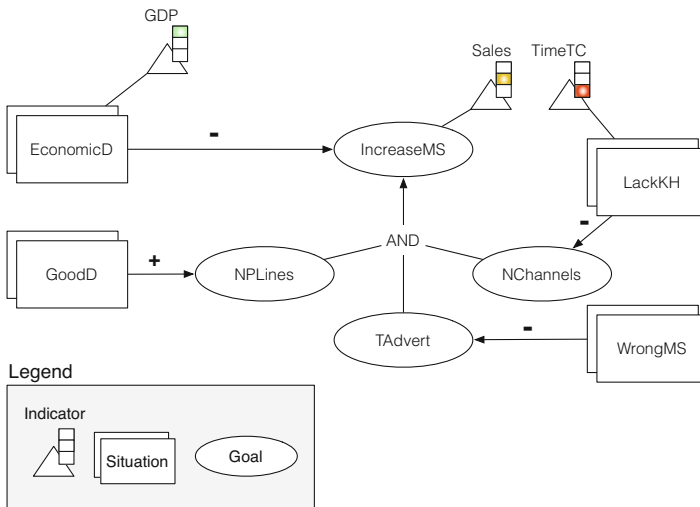 GDP
Sales
TimeTC
-
EconomicD
IncreaseMS
LackKH
-
GoodD
+
NPLines
AND
NChannels
-
TAdvert
WrongMS
Legend
Indicator
Situation
Goal